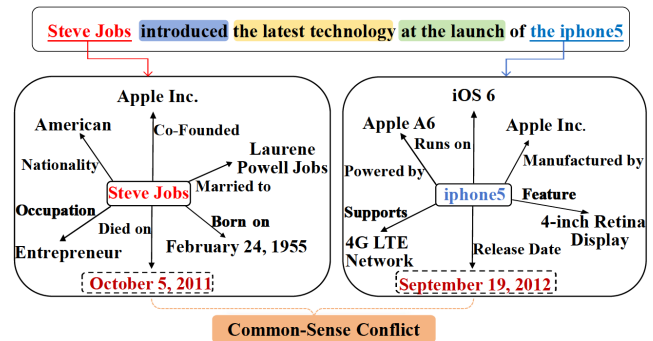 Steve Jobs introduced the latest technology at the launch of the iphone5
Apple Inc.
American
Co-Founded
Nationality
Laurene
Powell Jobs
Married to
Steve Jobs
Occupation
Died on
Born on
Entrepreneur
February 24, 1955
October 5, 2011
iOS 6
Apple A6
Runs on
Apple Inc.
Powered by
Manufactured by
iphone5
Feature
Supports
4-inch Retina
Display
4G LTE
Network
Release Date
September 19, 2012
Common-Sense Conflict